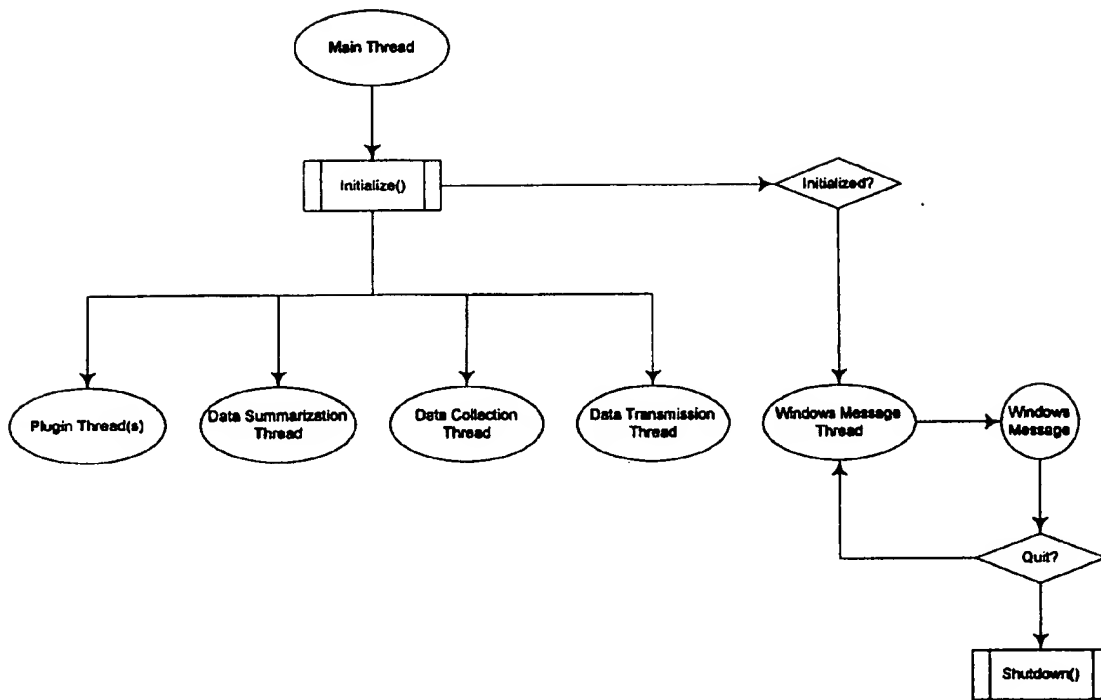 Main Thread
Initialize()
Initialized?
Plugin Thread(s)
Data Summarization
Thread
Data Collection
Thread
Data Transmission
Thread
Windows Message
Thread
Windows
Message
Quit?
Shutdown()